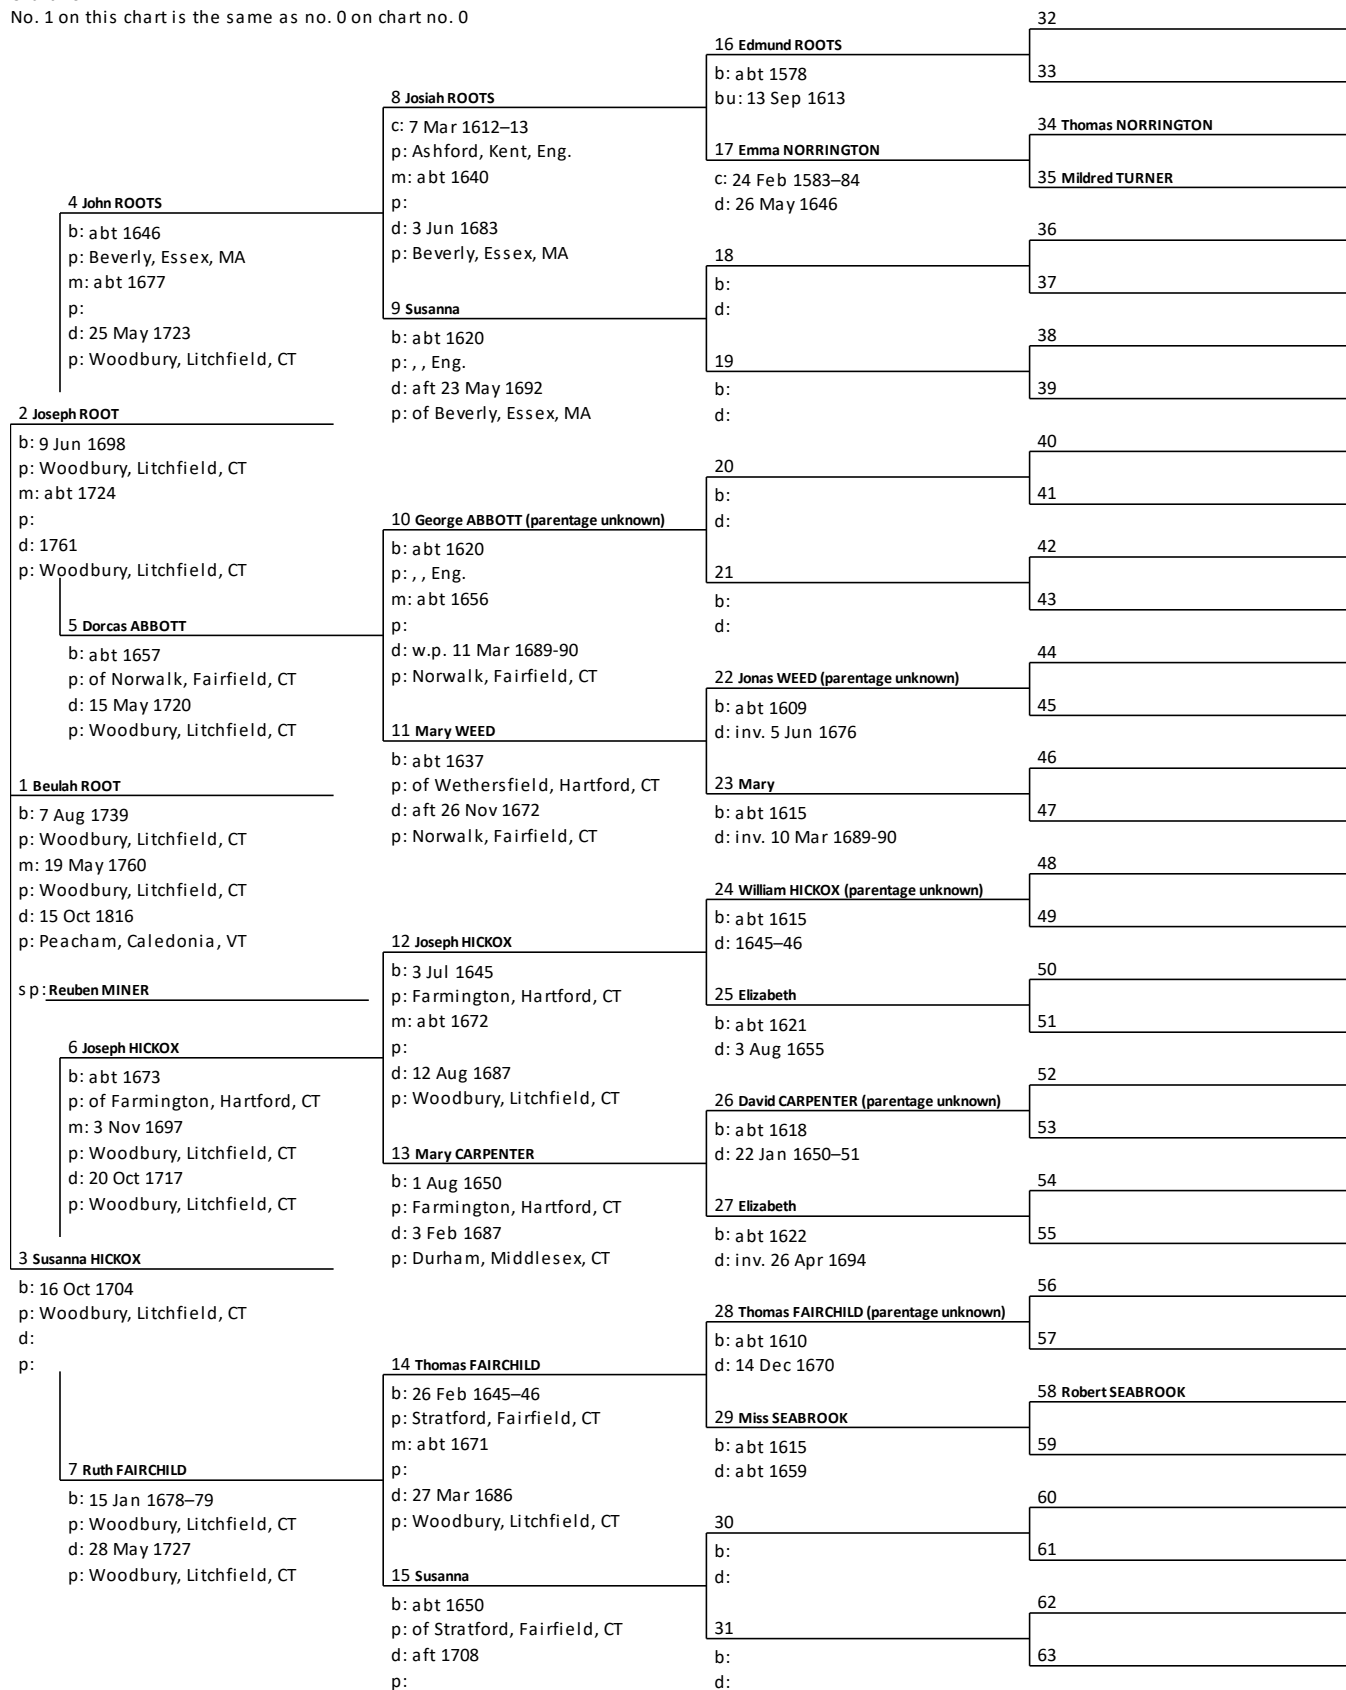 No. 1 on this chart is the same as no. 0 on chart no. 0
1 Beulah ROOT
b: 7 Aug 1739
p: Woodbury, Litchfield, CT
m: 19 May 1760
p: Woodbury, Litchfield, CT
d: 15 Oct 1816
p: Peacham, Caledonia, VT
sp: Reuben MINER
2 Joseph ROOT
b: 9 Jun 1698
p: Woodbury, Litchfield, CT
m: abt 1724
p:
d: 1761
p: Woodbury, Litchfield, CT
3 Susanna HICKOX
b: 16 Oct 1704
p: Woodbury, Litchfield, CT
d:
p:
4 John ROOTS
b: abt 1646
p: Beverly, Essex, MA
m: abt 1677
p:
d: 25 May 1723
p: Woodbury, Litchfield, CT
5 Dorcas ABBOTT
b: abt 1657
p: of Norwalk, Fairfield, CT
d: 15 May 1720
p: Woodbury, Litchfield, CT
6 Joseph HICKOX
b: abt 1673
p: of Farmington, Hartford, CT
m: 3 Nov 1697
p: Woodbury, Litchfield, CT
d: 20 Oct 1717
p: Woodbury, Litchfield, CT
7 Ruth FAIRCHILD
b: 15 Jan 1678–79
p: Woodbury, Litchfield, CT
d: 28 May 1727
p: Woodbury, Litchfield, CT
8 Josiah ROOTS
c: 7 Mar 1612–13
p: Ashford, Kent, Eng.
m: abt 1640
p:
d: 3 Jun 1683
p: Beverly, Essex, MA
9 Susanna
b: abt 1620
p: , , Eng.
d: aft 23 May 1692
p: of Beverly, Essex, MA
10 George ABBOTT (parentage unknown)
b: abt 1620
p: , , Eng.
m: abt 1656
p:
d: w.p. 11 Mar 1689-90
p: Norwalk, Fairfield, CT
11 Mary WEED
b: abt 1637
p: of Wethersfield, Hartford, CT
d: aft 26 Nov 1672
p: Norwalk, Fairfield, CT
12 Joseph HICKOX
b: 3 Jul 1645
p: Farmington, Hartford, CT
m: abt 1672
p:
d: 12 Aug 1687
p: Woodbury, Litchfield, CT
13 Mary CARPENTER
b: 1 Aug 1650
p: Farmington, Hartford, CT
d: 3 Feb 1687
p: Durham, Middlesex, CT
14 Thomas FAIRCHILD
b: 26 Feb 1645–46
p: Stratford, Fairfield, CT
m: abt 1671
p:
d: 27 Mar 1686
p: Woodbury, Litchfield, CT
15 Susanna
b: abt 1650
p: of Stratford, Fairfield, CT
d: aft 1708
p:
16 Edmund ROOTS
b: abt 1578
bu: 13 Sep 1613
17 Emma NORRINGTON
c: 24 Feb 1583–84
d: 26 May 1646
18
b:
d:
19
b:
d:
20
b:
d:
21
b:
d:
22 Jonas WEED (parentage unknown)
b: abt 1609
d: inv. 5 Jun 1676
23 Mary
b: abt 1615
d: inv. 10 Mar 1689-90
24 William HICKOX (parentage unknown)
b: abt 1615
d: 1645–46
25 Elizabeth
b: abt 1621
d: 3 Aug 1655
26 David CARPENTER (parentage unknown)
b: abt 1618
d: 22 Jan 1650–51
27 Elizabeth
b: abt 1622
d: inv. 26 Apr 1694
28 Thomas FAIRCHILD (parentage unknown)
b: abt 1610
d: 14 Dec 1670
29 Miss SEABROOK
b: abt 1615
d: abt 1659
30
b:
d:
31
b:
d:
32
33
34 Thomas NORRINGTON
35 Mildred TURNER
36
37
38
39
40
41
42
43
44
45
46
47
48
49
50
51
52
53
54
55
56
57
58 Robert SEABROOK
59
60
61
62
63